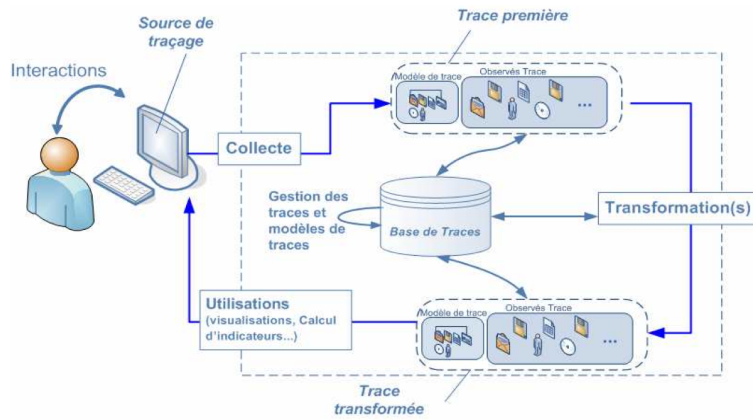 Trace première
Source de
traçage
Interactions
Modèle de trace
Observés Trace
...
Collecte
Gestion des
traces et
modèles de
traces
Base de Traces
Transformation(s)
Utilisations
(visualisations, Calcul
d'indicateurs...)
Modèle de trace
Observés Trace
...
Trace
transformée